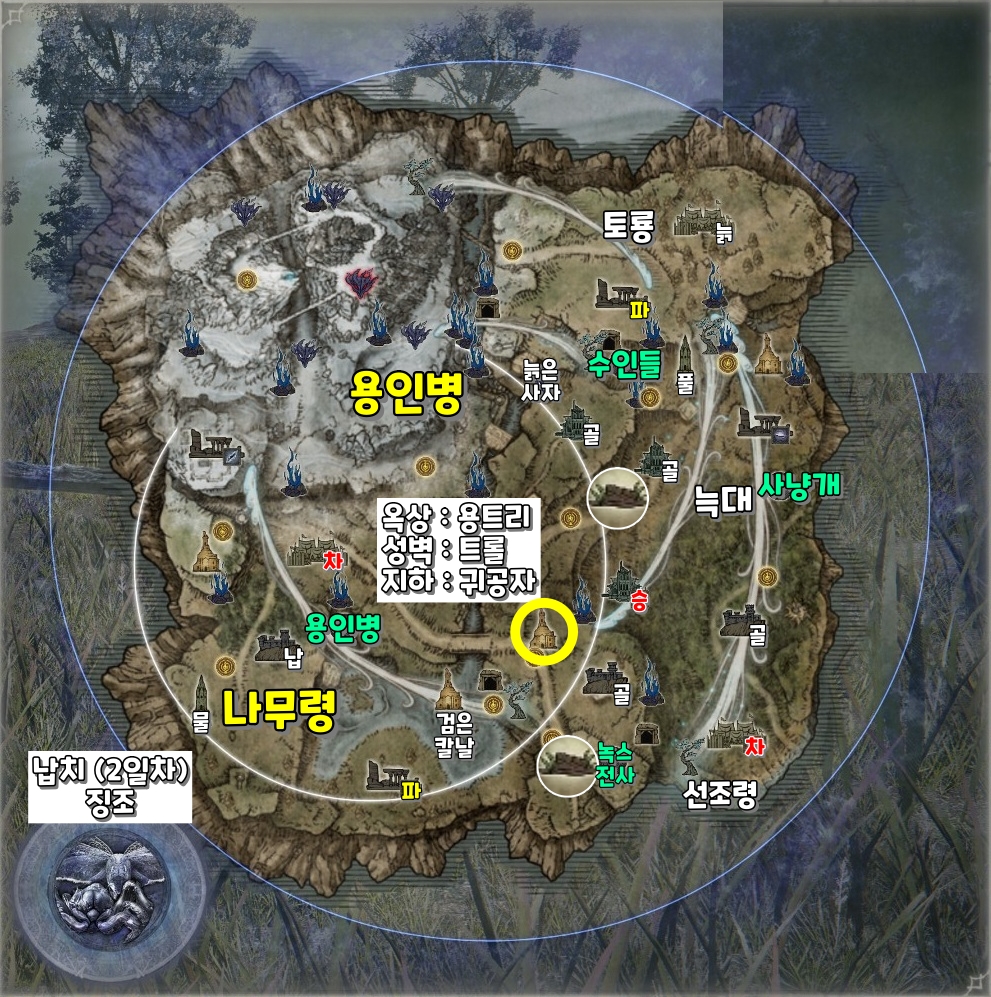 토룡
늙
파
수인들
풀
늙은
사자
용인병
골
골
늑대
사냥개
옥상 : 용트리
성벽 : 트롤
지하 : 귀공자
차
승
용인병
골
납
골
나무령
물
검은
칼날
차
녹스
전사
파
선조령
납치 (2일차)
징조